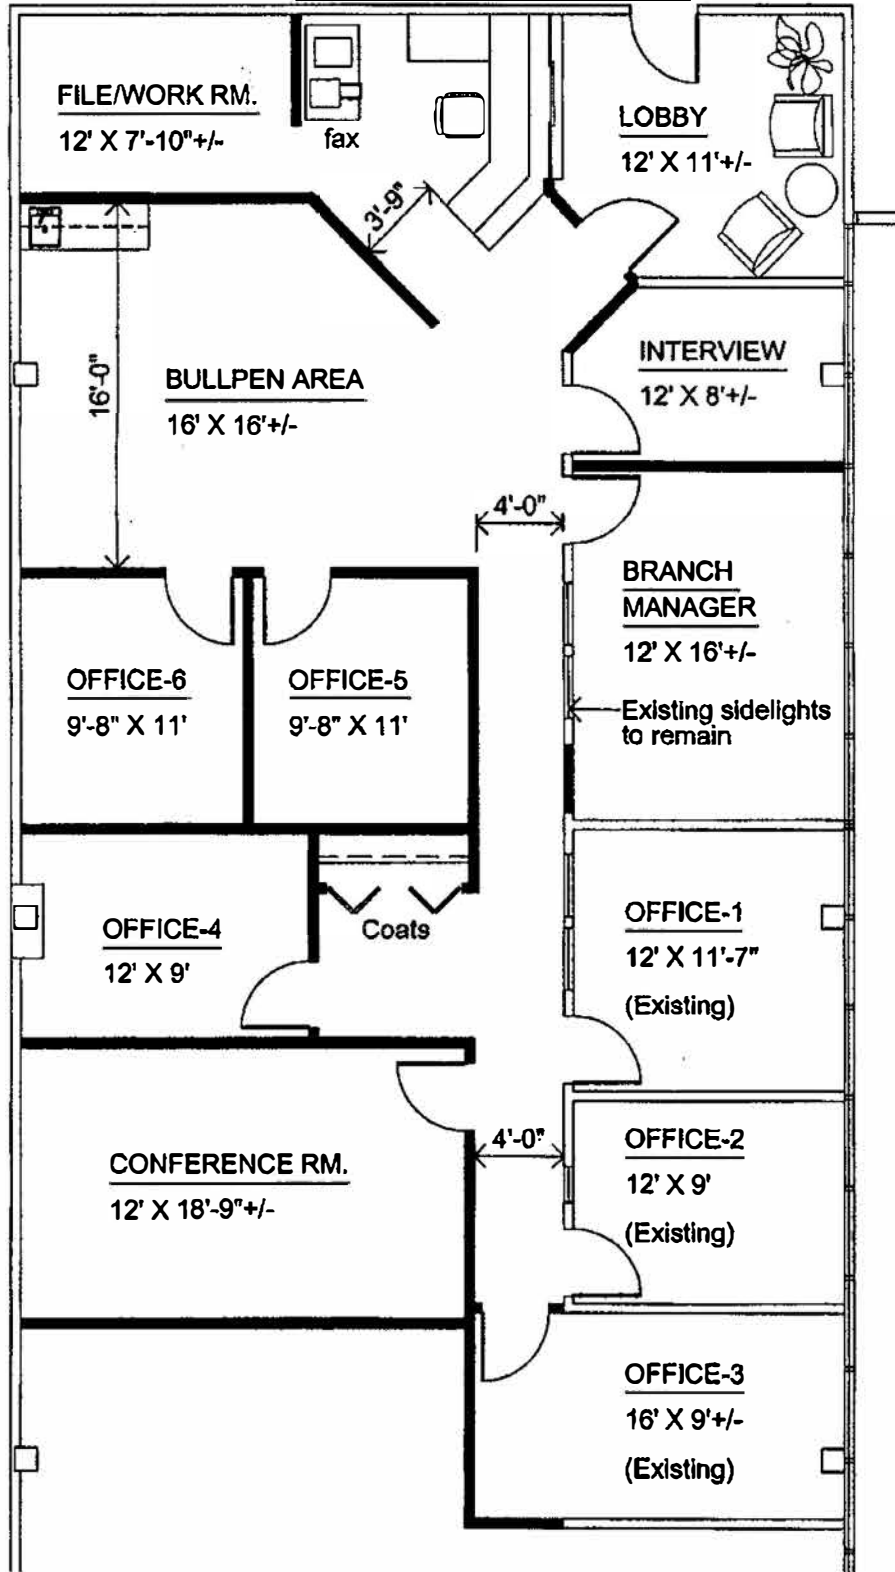 FILE/WORK RM.
12' X 7'-10"+/-
fax
LOBBY
12' X 11'+/-
3'-9"
16'-0"
BULLPEN AREA
16' X 16'+/-
INTERVIEW
12' X 8'+/-
4'-0"
BRANCH
MANAGER
12' X 16'+/-
Existing sidelights
to remain
OFFICE-6
9'-8" X 11'
OFFICE-5
9'-8" X 11'
OFFICE-4
12' X 9'
Coats
OFFICE-1
12' X 11'-7"
(Existing)
CONFERENCE RM.
12' X 18'-9"+/-
4'-0"
OFFICE-2
12' X 9'
(Existing)
OFFICE-3
16' X 9'+/-
(Existing)